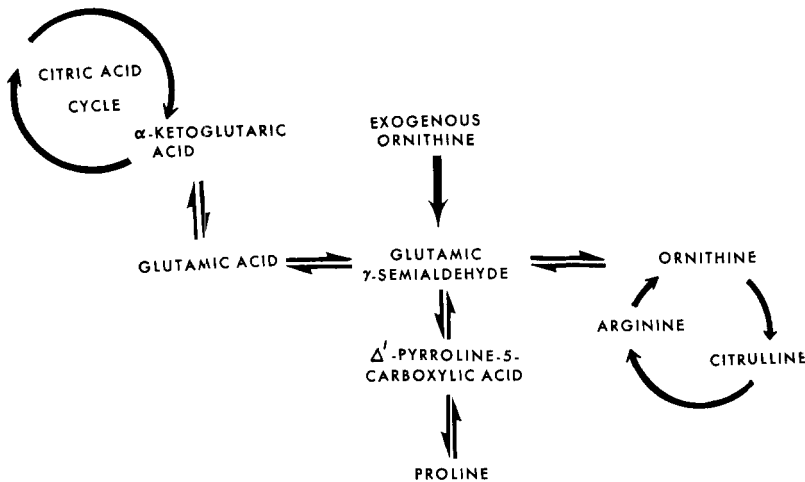 CITRIC ACID
CYCLE
α-KETOGLUTARIC
ACID
EXOGENOUS
ORNITHINE
GLUTAMIC ACID
GLUTAMIC
γ-SEMIALDEHYDE
ORNITHINE
ARGININE
CITRULLINE
Δ'-PYRROLINE-5-
CARBOXYLIC ACID
PROLINE